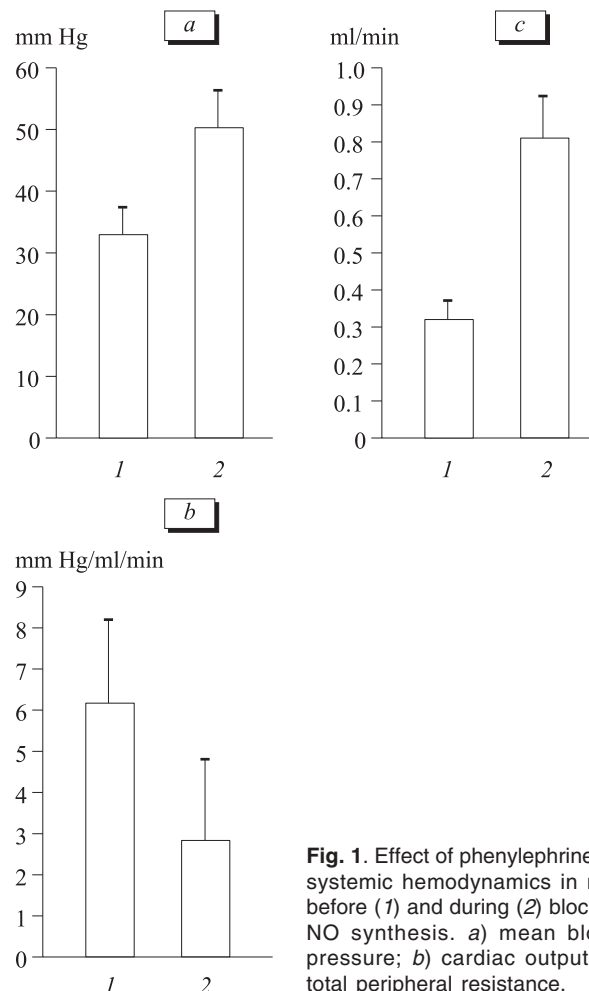 a
mm Hg
60
50
40
30
20
10
0
1 2
c
ml/min
1.0
0.9
0.8
0.7
0.6
0.5
0.4
0.3
0.2
0.1
0
1 2
b
mm Hg/ml/min
9
8
7
6
5
4
3
2
1
0
1 2
Fig. 1. Effect of phenylephrine
systemic hemodynamics in
before (1) and during (2)
NO synthesis. a) mean
pressure; b) cardiac output
total peripheral resistance.